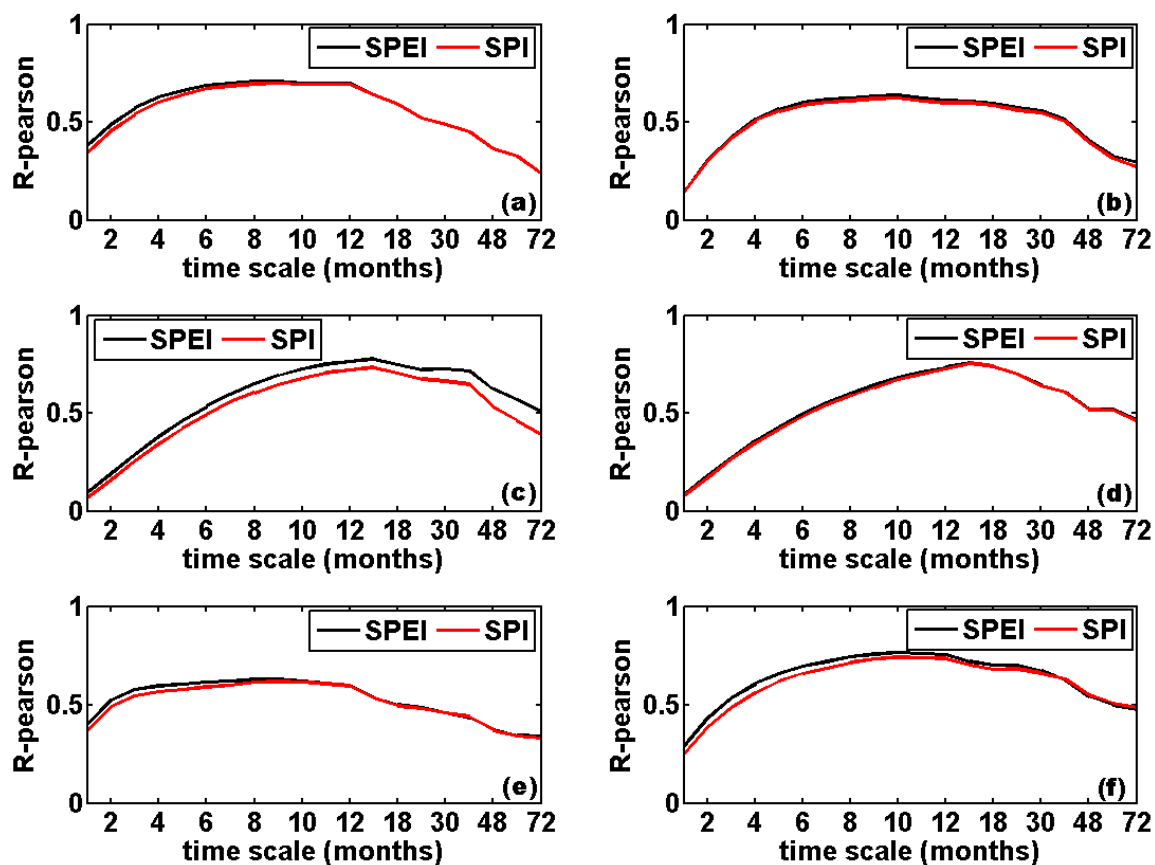 1
SPEI SPI
R-pearson
0.5
(a)
0
2 4 6 8 10 12 18 30 48 72
time scale (months)
1
SPEI SPI
R-pearson
0.5
(b)
0
2 4 6 8 10 12 18 30 48 72
time scale (months)
1
SPEI SPI
R-pearson
0.5
(c)
0
2 4 6 8 10 12 18 30 48 72
time scale (months)
1
SPEI SPI
R-pearson
0.5
(d)
0
2 4 6 8 10 12 18 30 48 72
time scale (months)
1
SPEI SPI
R-pearson
0.5
(e)
0
2 4 6 8 10 12 18 30 48 72
time scale (months)
1
SPEI SPI
R-pearson
0.5
(f)
0
2 4 6 8 10 12 18 30 48 72
time scale (months)